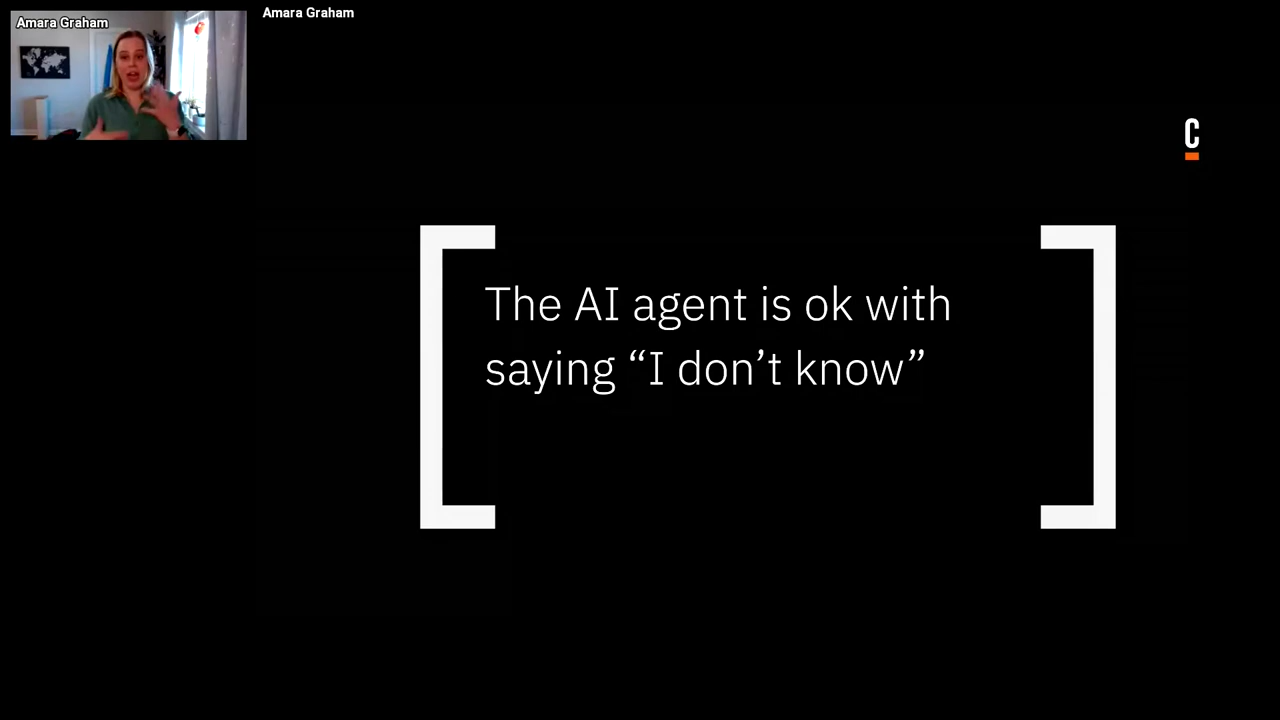 Amara Graham
Amara Graham
C
The AI agent is ok with
saying “I don’t know”